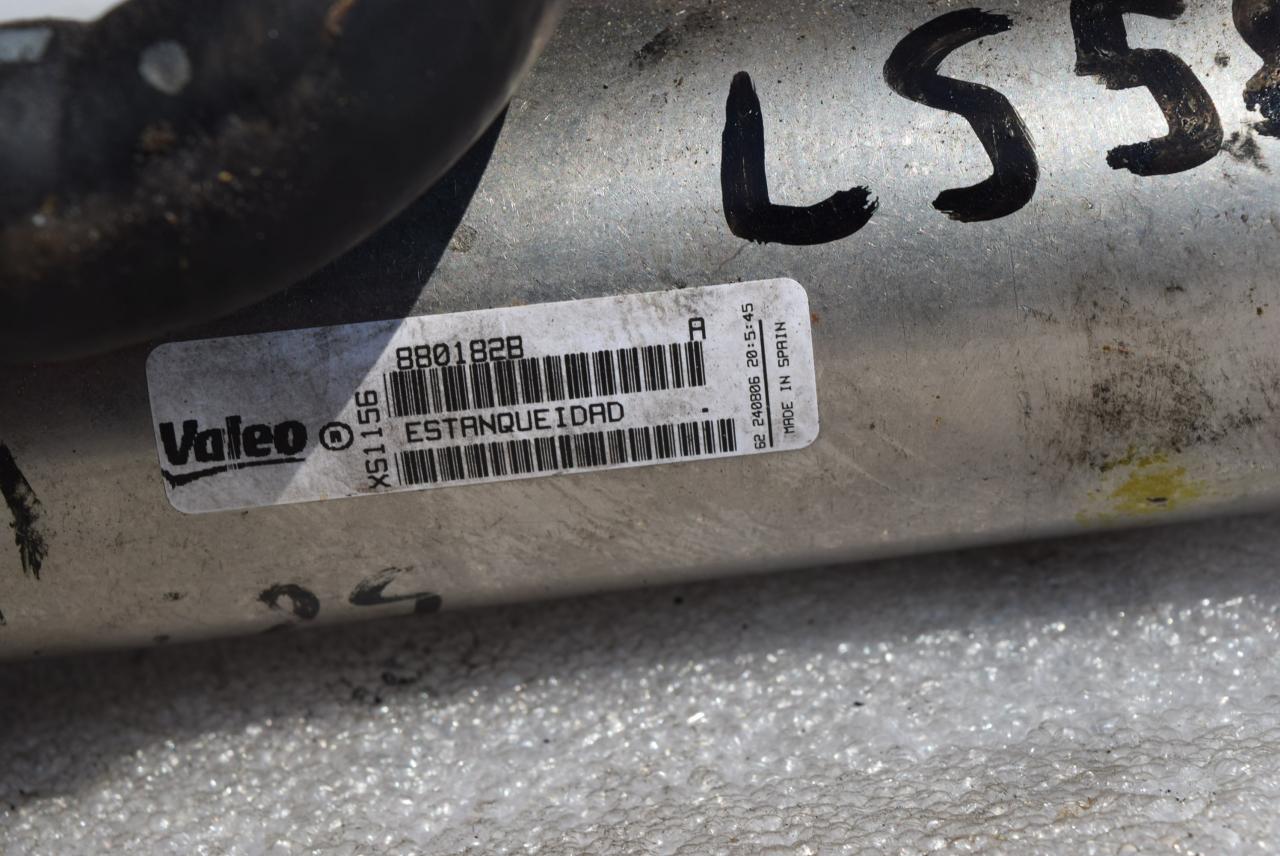 LS5
880182B A
Valeo ®
XS1156
ESTANQUEIDAD .
62 240806 20:5:45
MADE IN SPAIN